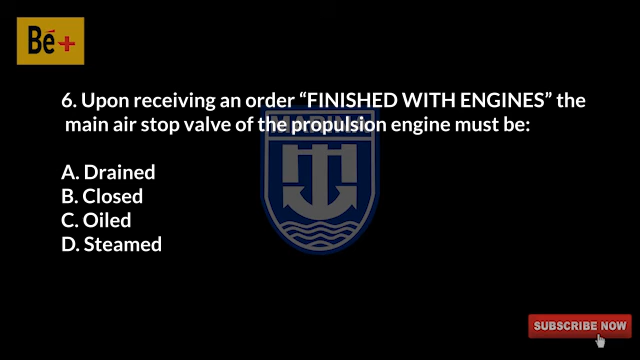 Bé+
6. Upon receiving an order “FINISHED WITH ENGINES” the
main air stop valve of the propulsion engine must be:
MARINA
A. Drained
B. Closed
C. Oiled
D. Steamed
SUBSCRIBE NOW